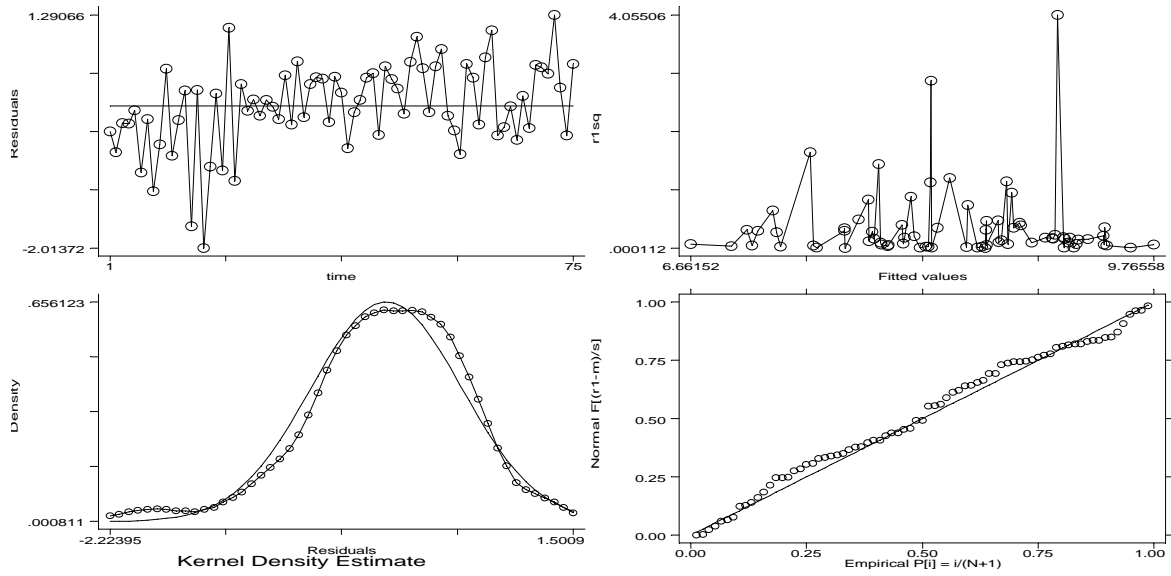 1.29066
Residuals
-2.01372
1
75
time
4.05506
r1sq
.000112
6.66152
9.76558
Fitted values
.656123
Density
.000811
-2.22395
1.5009
Residuals
Kernel Density Estimate
1.00
0.75
0.50
0.25
0.00
Normal F[(r1-m)/s]
0.00
0.25
0.50
0.75
1.00
Empirical P[i] = i/(N+1)